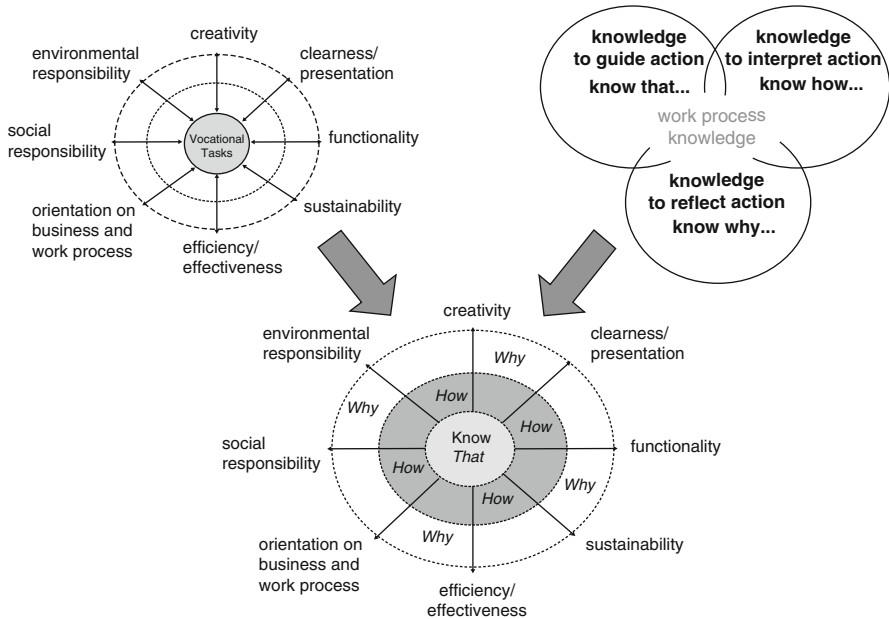 creativity
environmental
responsibility
clearness/
presentation
social
responsibility
Vocational
Tasks
functionality
orientation on
business and
work process
sustainability
efficiency/
effectiveness
knowledge
to guide action
know that...
knowledge
to interpret action
know how...
work process
knowledge
knowledge
to reflect action
know why...
creativity
environmental
responsibility
clearness/
presentation
Why
How
Why
How
Know
That
social
responsibility
functionality
How
How
Why
Why
orientation on
business and
work process
sustainability
efficiency/
effectiveness